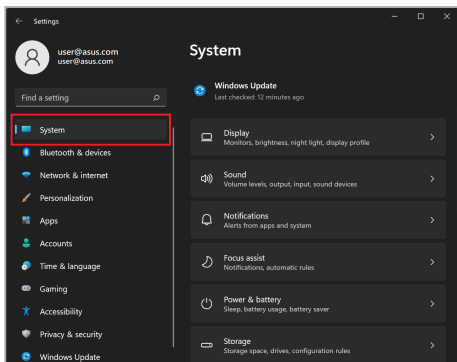 Settings
user@asus.com
user@asus.com
Find a setting
System
Bluetooth & devices
Network & internet
Personalization
Apps
Accounts
Time & language
Gaming
Accessibility
Privacy & security
Windows Update
System
Windows Update
Last checked: 12 minutes ago
Display
Monitors, brightness, night light, display profile
Sound
Volume levels, output, input, sound devices
Notifications
Alerts from apps and system
Focus assist
Notifications, automatic rules
Power & battery
Sleep, battery usage, battery saver
Storage
Storage space, drives, configuration rules